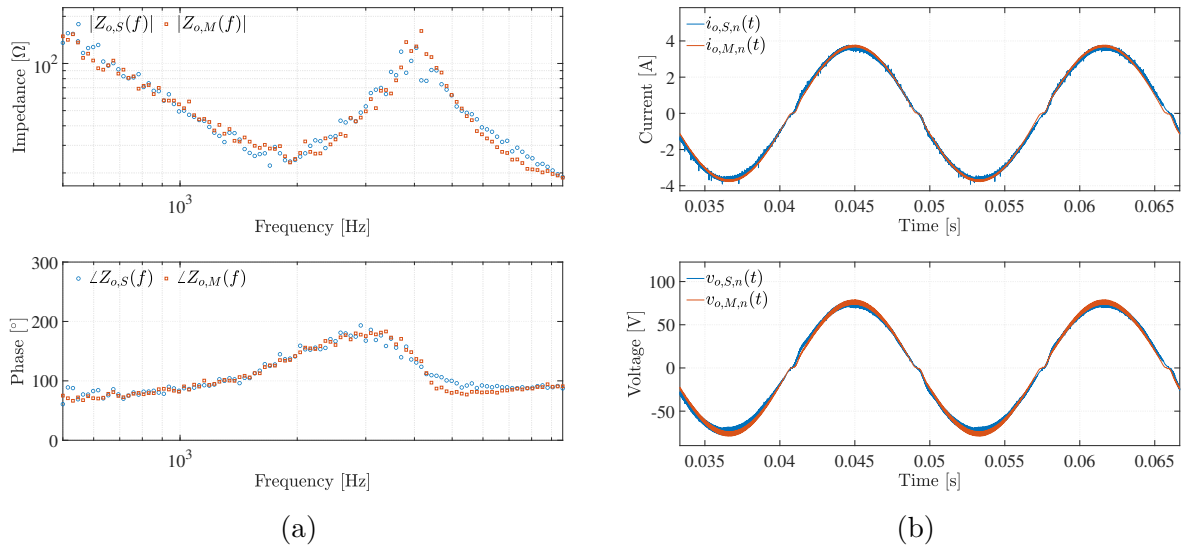 |Z_{o,S}(f)| |Z_{o,M}(f)|
Impedance [Ω]
10^2
10^3
Frequency [Hz]
∠Z_{o,S}(f) ∠Z_{o,M}(f)
Phase [°]
300
200
100
0
10^3
Frequency [Hz]
(a)
i_{o,S,n}(t)
i_{o,M,n}(t)
Current [A]
4
2
0
-2
-4
0.035 0.04 0.045 0.05 0.055 0.06 0.065
Time [s]
v_{o,S,n}(t)
v_{o,M,n}(t)
Voltage [V]
100
50
0
-50
0.035 0.04 0.045 0.05 0.055 0.06 0.065
Time [s]
(b)